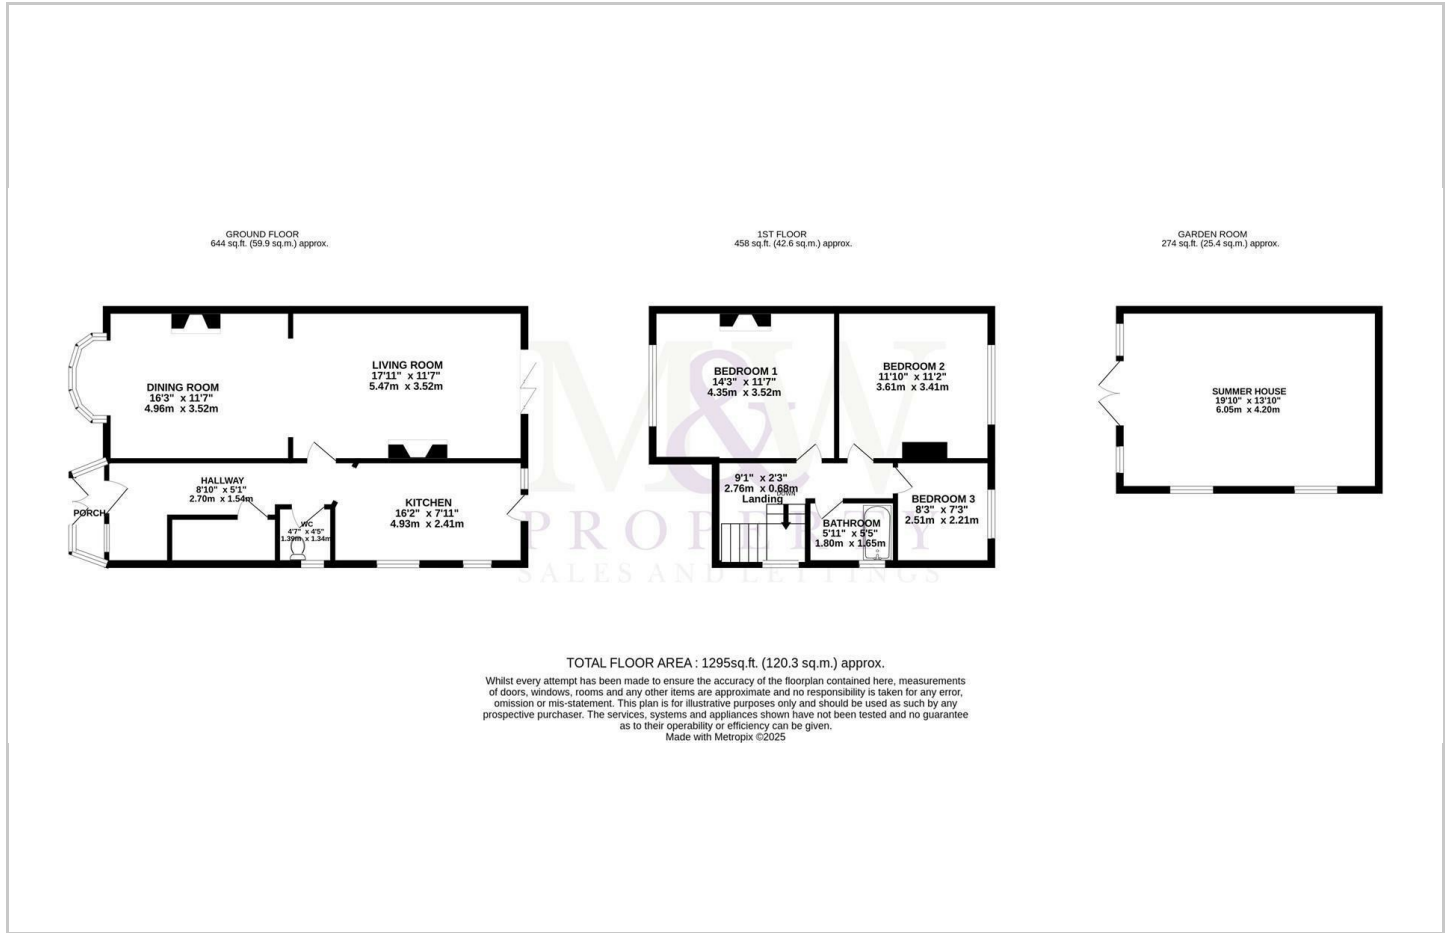 GROUND FLOOR
644 sq.ft. (59.9 sq.m.) approx.
1ST FLOOR
458 sq.ft. (42.6 sq.m.) approx.
GARDEN ROOM
274 sq.ft. (25.4 sq.m.) approx.
DINING ROOM
16'3" x 11'7"
4.96m x 3.52m
LIVING ROOM
17'11" x 11'7"
5.47m x 3.52m
HALLWAY
8'10" x 5'1"
2.70m x 1.54m
PORCH
WC
4'7" x 4'5"
1.39m x 1.34m
KITCHEN
16'2" x 7'11"
4.93m x 2.41m
BEDROOM 1
14'3" x 11'7"
4.35m x 3.52m
BEDROOM 2
11'10" x 11'2"
3.61m x 3.41m
9'1" x 2'3"
2.76m x 0.68m
Landing
DOWN
BATHROOM
5'11" x 5'5"
1.80m x 1.65m
BEDROOM 3
8'3" x 7'3"
2.51m x 2.21m
SUMMER HOUSE
19'10" x 13'10"
6.05m x 4.20m
M&W
PROPERTY
SALES AND LETTINGS
TOTAL FLOOR AREA : 1295sq.ft. (120.3 sq.m.) approx.
Whilst every attempt has been made to ensure the accuracy of the floorplan contained here, measurements
of doors, windows, rooms and any other items are approximate and no responsibility is taken for any error,
omission or mis-statement. This plan is for illustrative purposes only and should be used as such by any
prospective purchaser. The services, systems and appliances shown have not been tested and no guarantee
as to their operability or efficiency can be given.
Made with Metropix ©2025